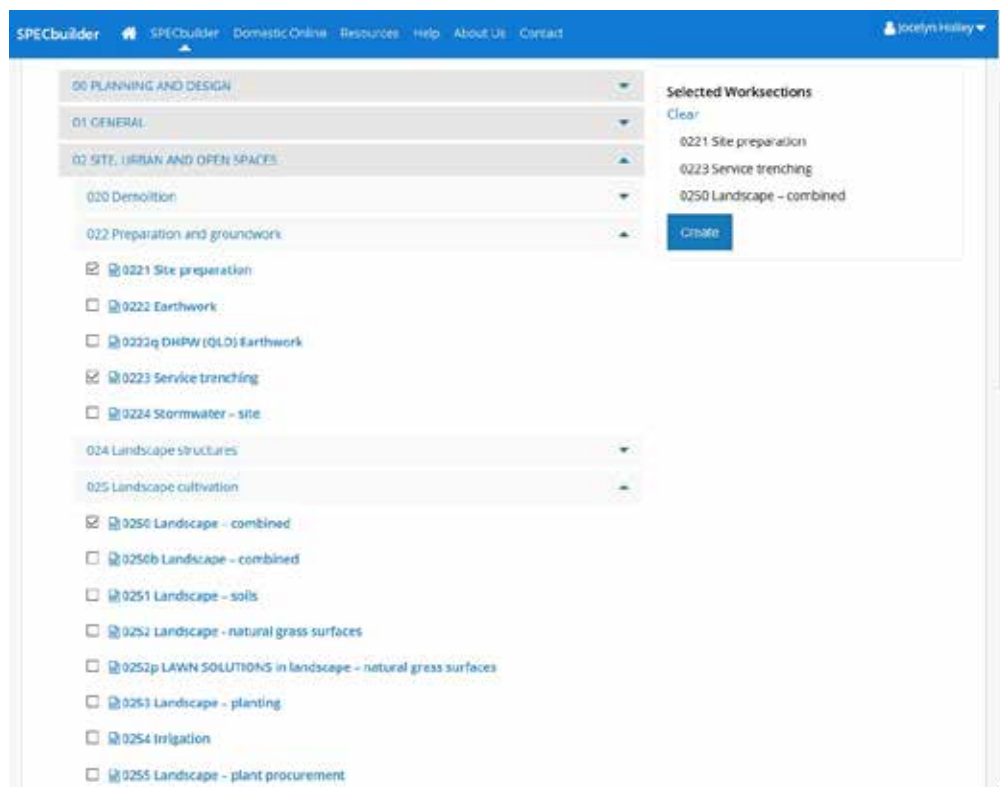 SPECbuilder SPECbuilder Domestic Online Resources Help About Us Contact Jocelyn Holley
00 PLANNING AND DESIGN
01 GENERAL
02 SITE, URBAN AND OPEN SPACES
020 Demolition
022 Preparation and groundwork
0221 Site preparation
0222 Earthwork
0222q DHPW (QLD) Earthwork
0223 Service trenching
0224 Stormwater – site
024 Landscape structures
025 Landscape cultivation
0250 Landscape – combined
0250b Landscape – combined
0251 Landscape – soils
0252 Landscape - natural grass surfaces
0252p LAWN SOLUTIONS in landscape – natural grass surfaces
0253 Landscape – planting
0254 Irrigation
0255 Landscape – plant procurement
Selected Worksections
Clear
0221 Site preparation
0223 Service trenching
0250 Landscape – combined
Create